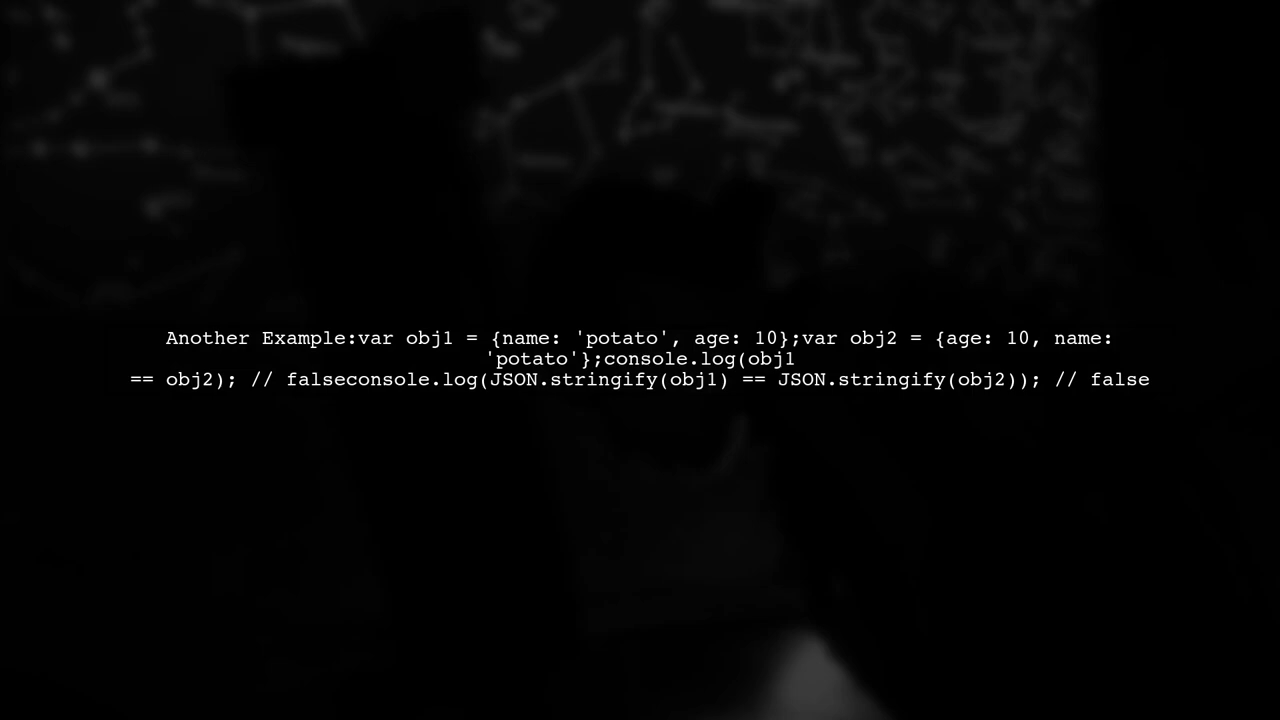 Another Example:var obj1 = {name: 'potato', age: 10};var obj2 = {age: 10, name:
'potato'};console.log(obj1
== obj2); // falseconsole.log(JSON.stringify(obj1) == JSON.stringify(obj2)); // false